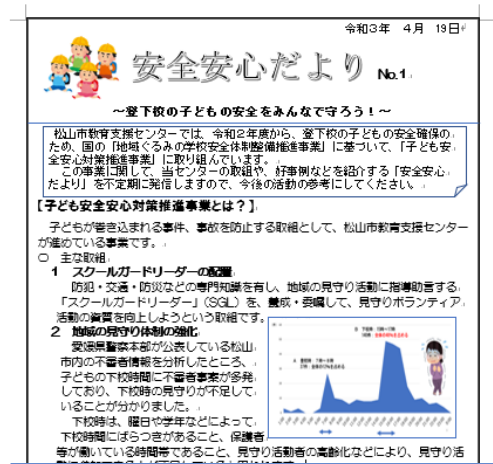 令和3年　4月　19日
安全安心だより No.1
～登下校の子どもの安全をみんなで守ろう！～
松山市教育支援センターでは、令和2年度から、登下校の子どもの安全確保の
ため、国の「地域ぐるみの学校安全体制整備推進事業」に基づいて、「子ども安
全安心対策推進事業」に取り組んでいます。
この事業に関して、当センターの取組や、好事例などを紹介する「安全安心
だより」を不定期に発信しますので、今後の活動の参考にしてください。
【子ども安全安心対策推進事業とは？】
子どもが巻き込まれる事件、事故を防止する取組として、松山市教育支援センター
が進めている事業です。
○　主な取組
1　スクールガードリーダーの配置
防犯・交通・防災などの専門知識を有し、地域の見守り活動に指導助言する
「スクールガードリーダー」（SGL）を、養成・委嘱して、見守りボランティア
活動の資質を向上しようという取組です。
2　地域の見守り体制の強化
愛媛県警察本部が公表している松山
市内の不審者情報を分析したところ、
子どもの下校時間に不審者事案が多発
しており、下校時の見守りが不足して
いることが分かりました。
下校時は、曜日や学年などによって
下校時間にばらつきがあること、保護者
等が働いている時間帯であること、見守り活動者の高齢化などにより、見守り活